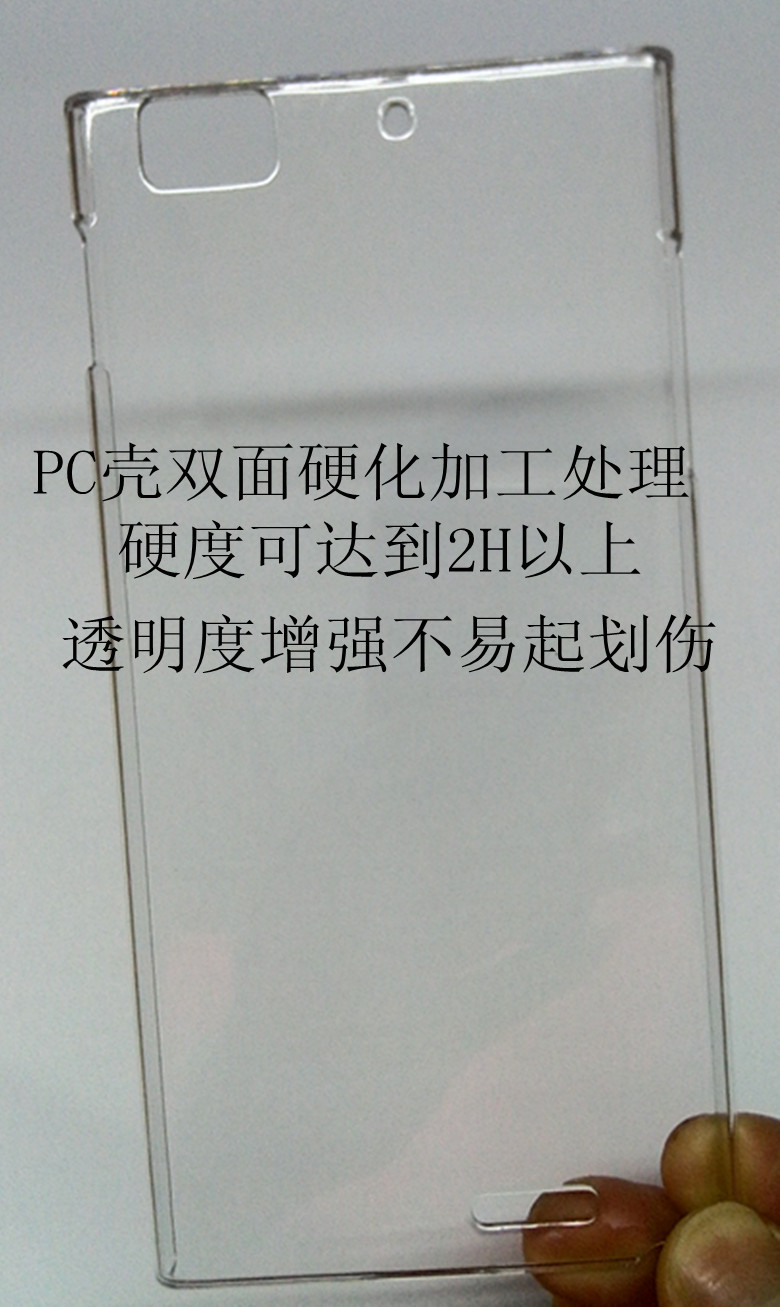 PC壳双面硬化加工处理
硬度可达到2H以上
透明度增强不易起划伤